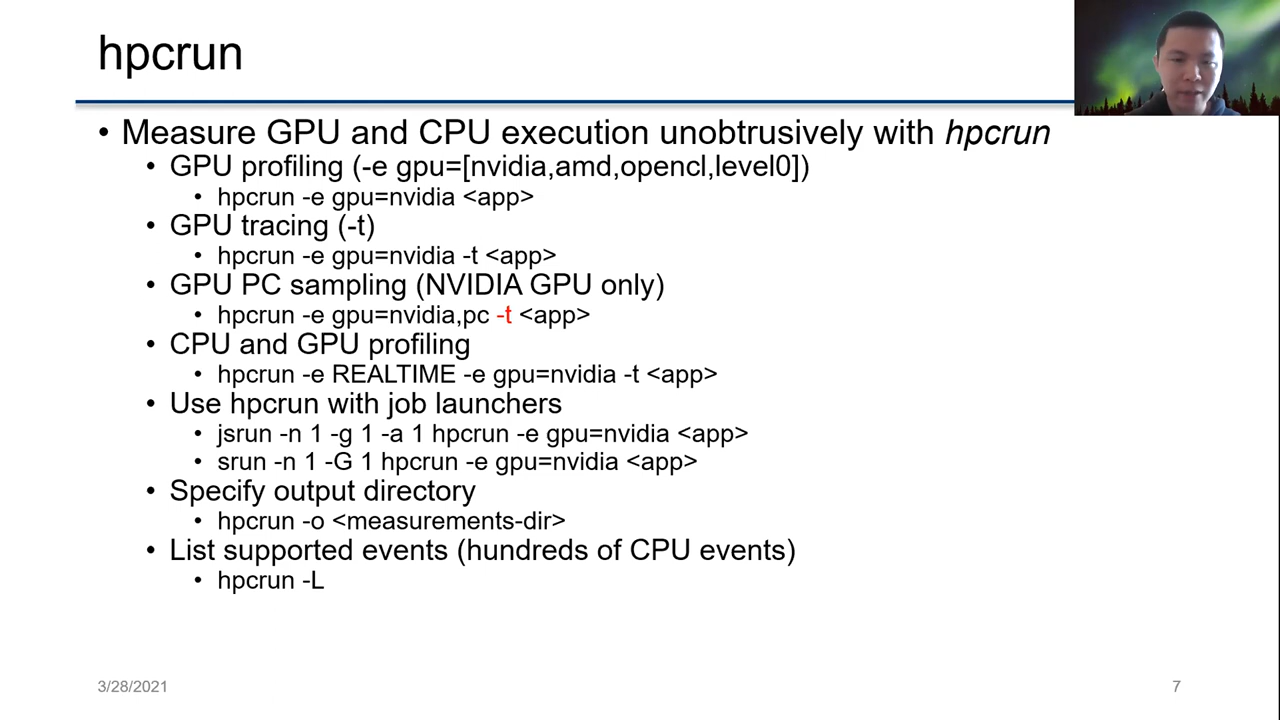 hpcrun
• Measure GPU and CPU execution unobtrusively with hpcrun
• GPU profiling (-e gpu=[nvidia,amd,opencl,level0])
• hpcrun -e gpu=nvidia <app>
• GPU tracing (-t)
• hpcrun -e gpu=nvidia -t <app>
• GPU PC sampling (NVIDIA GPU only)
• hpcrun -e gpu=nvidia,pc -t <app>
• CPU and GPU profiling
• hpcrun -e REALTIME -e gpu=nvidia -t <app>
• Use hpcrun with job launchers
• jsrun -n 1 -g 1 -a 1 hpcrun -e gpu=nvidia <app>
• srun -n 1 -G 1 hpcrun -e gpu=nvidia <app>
• Specify output directory
• hpcrun -o <measurements-dir>
• List supported events (hundreds of CPU events)
• hpcrun -L
3/28/2021
7